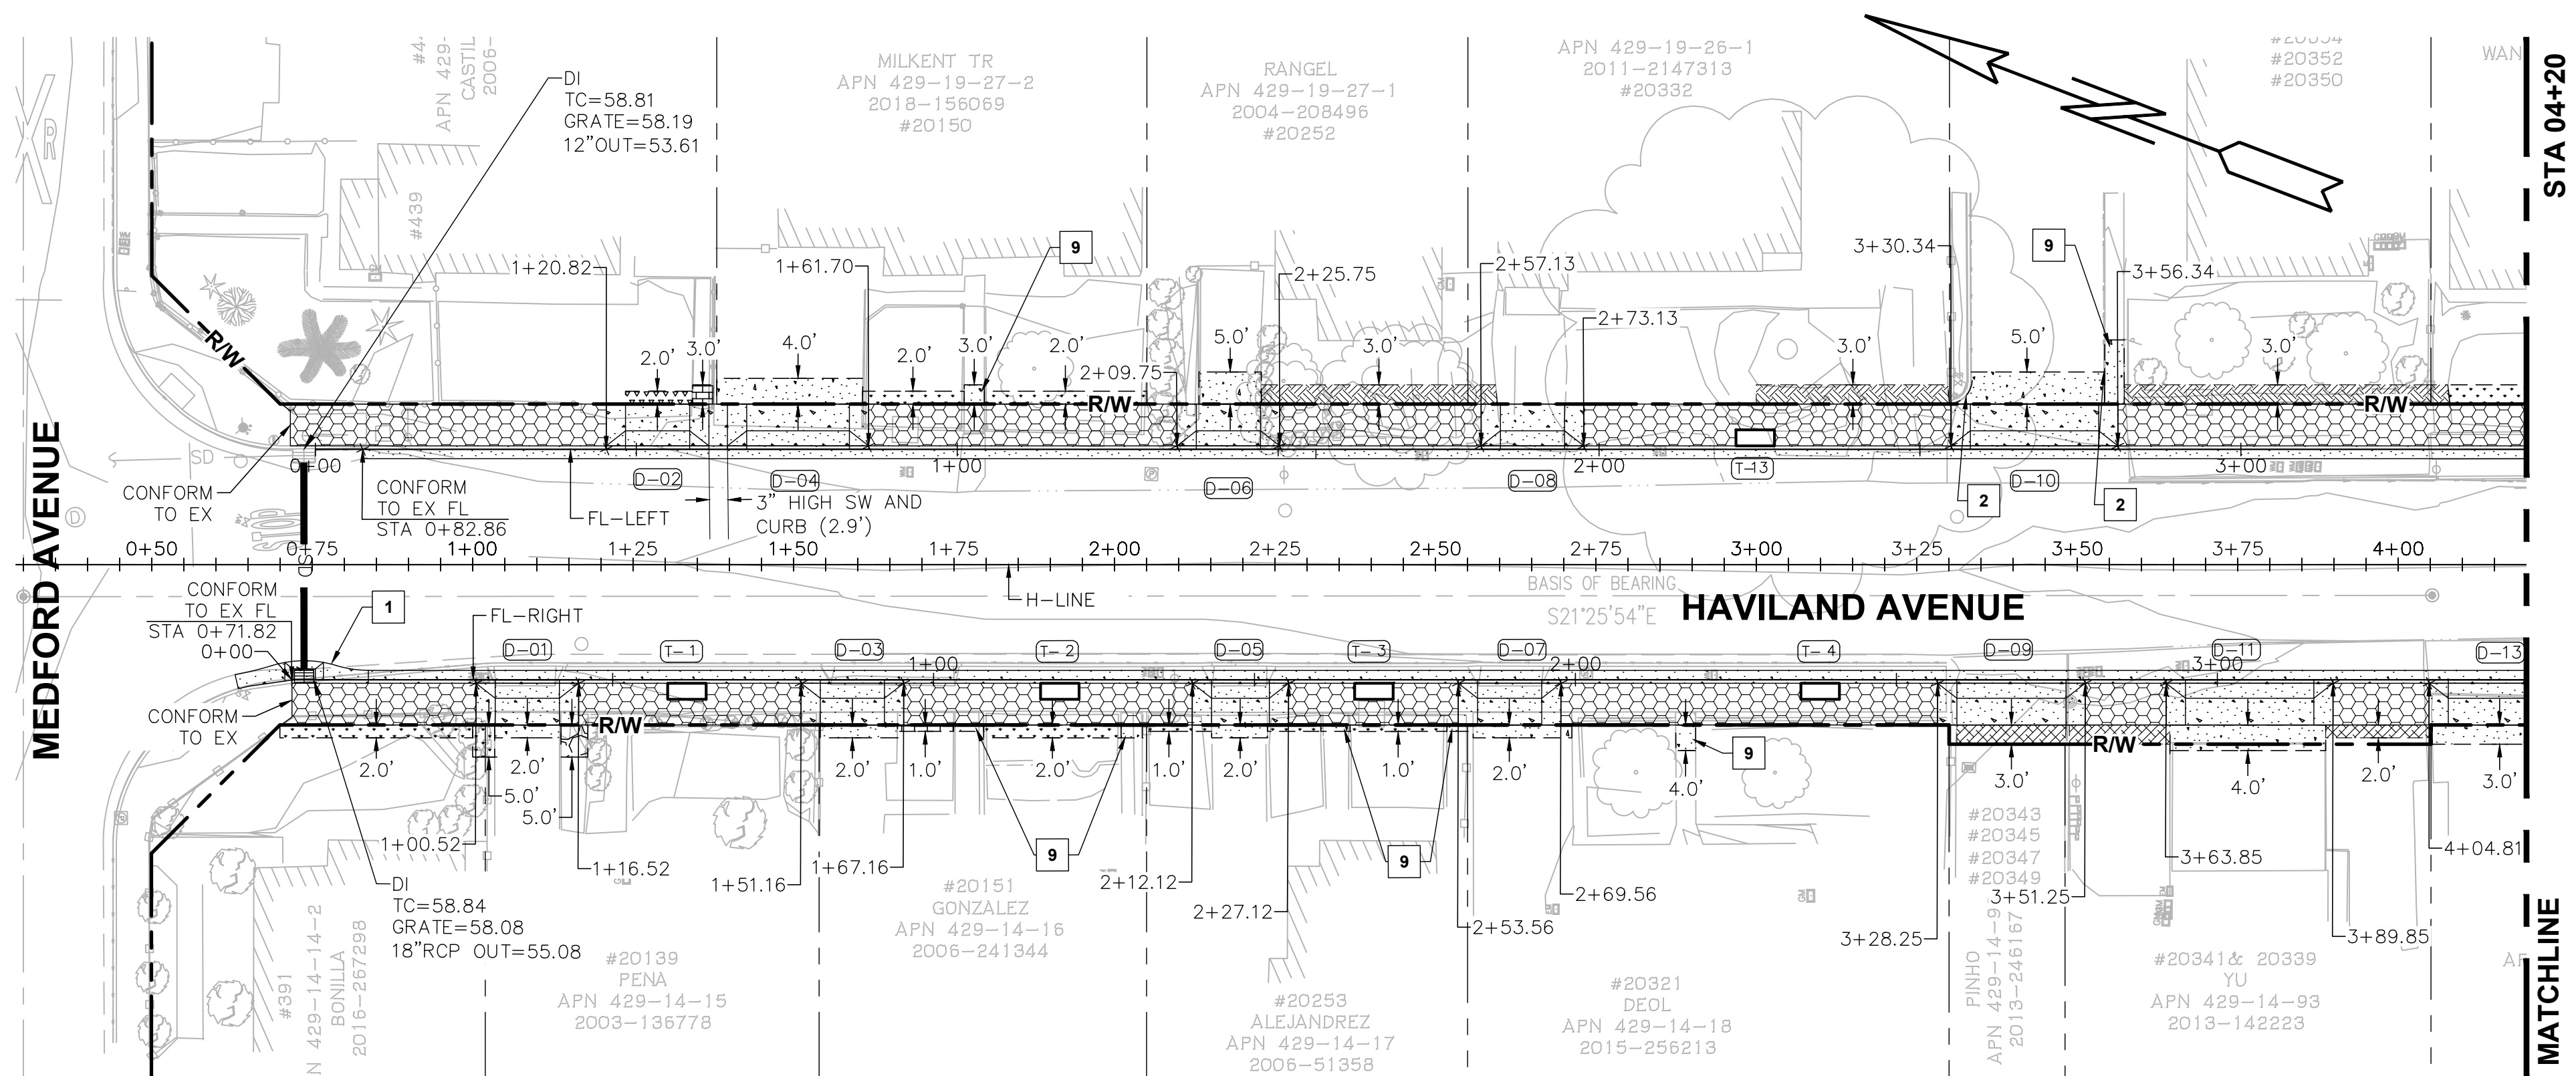 MEDFORD AVENUE
HAVILAND AVENUE
STA 04+20
MATCHLINE
#439
CASTIL
2006-
APN 429-
DI
TC=58.81
GRATE=58.19
12"OUT=53.61
MILKENT TR
APN 429-19-27-2
2018-156069
#20150
RANGEL
APN 429-19-27-1
2004-208496
#20252
APN 429-19-26-1
2011-2147313
#20332
#20352
#20350
WAN
R/W
1+20.82
1+61.70
9
2+25.75
2+57.13
3+30.34
9
3+56.34
2+73.13
2+09.75
2.0'
3.0'
4.0'
2.0'
3.0'
2.0'
5.0'
3.0'
3.0'
5.0'
3.0'
R/W
R/W
SD
0+00
1+00
2+00
3+00
D-02
D-04
D-06
D-08
T-13
D-10
CONFORM
TO EX
CONFORM
TO EX FL
STA 0+82.86
FL-LEFT
3" HIGH SW AND
CURB (2.9')
2
2
0+50
0+75
1+00
1+25
1+50
1+75
2+00
2+25
2+50
2+75
3+00
3+25
3+50
3+75
4+00
SD
H-LINE
BASIS OF BEARING
S21°25'54"E
CONFORM
TO EX FL
STA 0+71.82
0+00
1
FL-RIGHT
D-01
T-1
D-03
T-2
D-05
T-3
D-07
T-4
D-09
D-11
D-13
1+00
2+00
3+00
CONFORM
TO EX
R/W
R/W
2.0'
5.0'
2.0'
5.0'
2.0'
1.0'
2.0'
1.0'
2.0'
1.0'
2.0'
4.0'
9
3.0'
4.0'
2.0'
3.0'
1+00.52
1+16.52
1+51.16
1+67.16
9
2+12.12
2+27.12
9
2+53.56
2+69.56
3+28.25
3+51.25
3+63.85
3+89.85
4+04.81
DI
TC=58.84
GRATE=58.08
18"RCP OUT=55.08
#391
N 429-14-14-2
BONILLA
2016-267298
#20139
PENA
APN 429-14-15
2003-136778
#20151
GONZALEZ
APN 429-14-16
2006-241344
#20253
ALEJANDREZ
APN 429-14-17
2006-51358
#20321
DEOL
APN 429-14-18
2015-256213
#20343
#20345
#20347
#20349
PINHO
APN 429-14-9
2013-246167
#20341& 20339
YU
APN 429-14-93
2013-142223